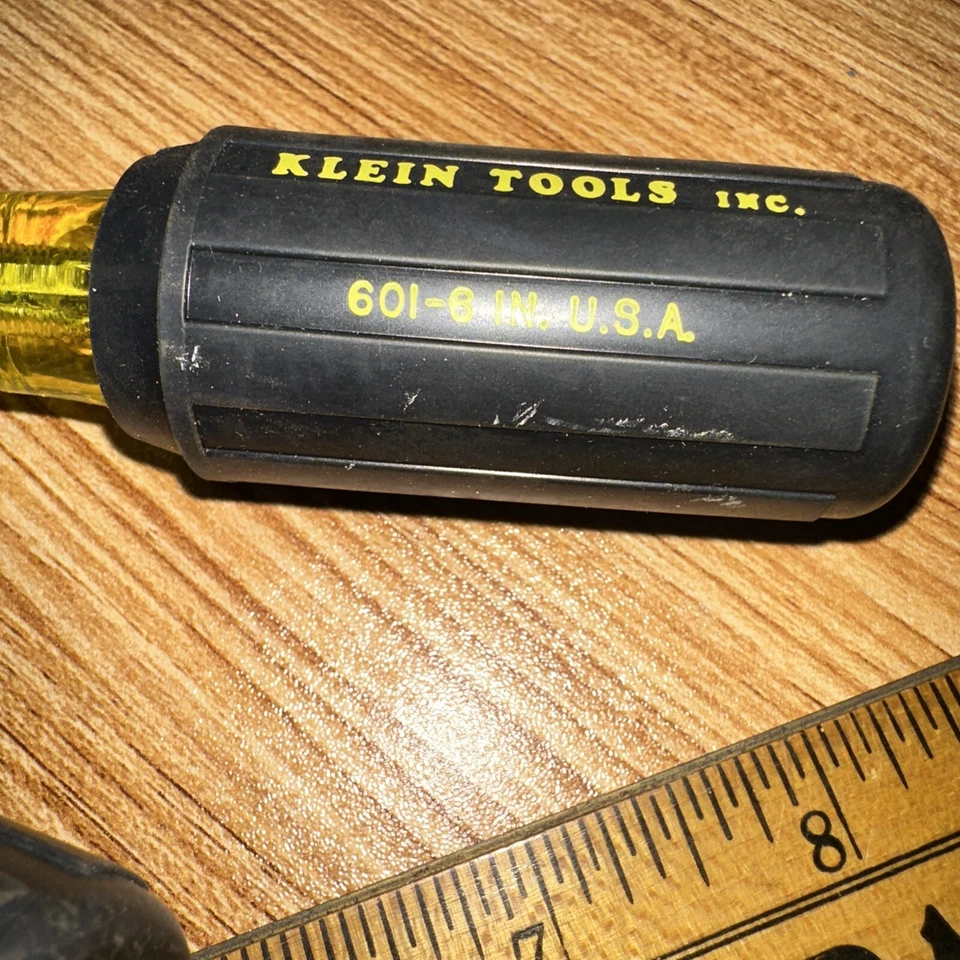 KLEIN TOOLS INC.
601-6 IN. U.S.A.
8
7